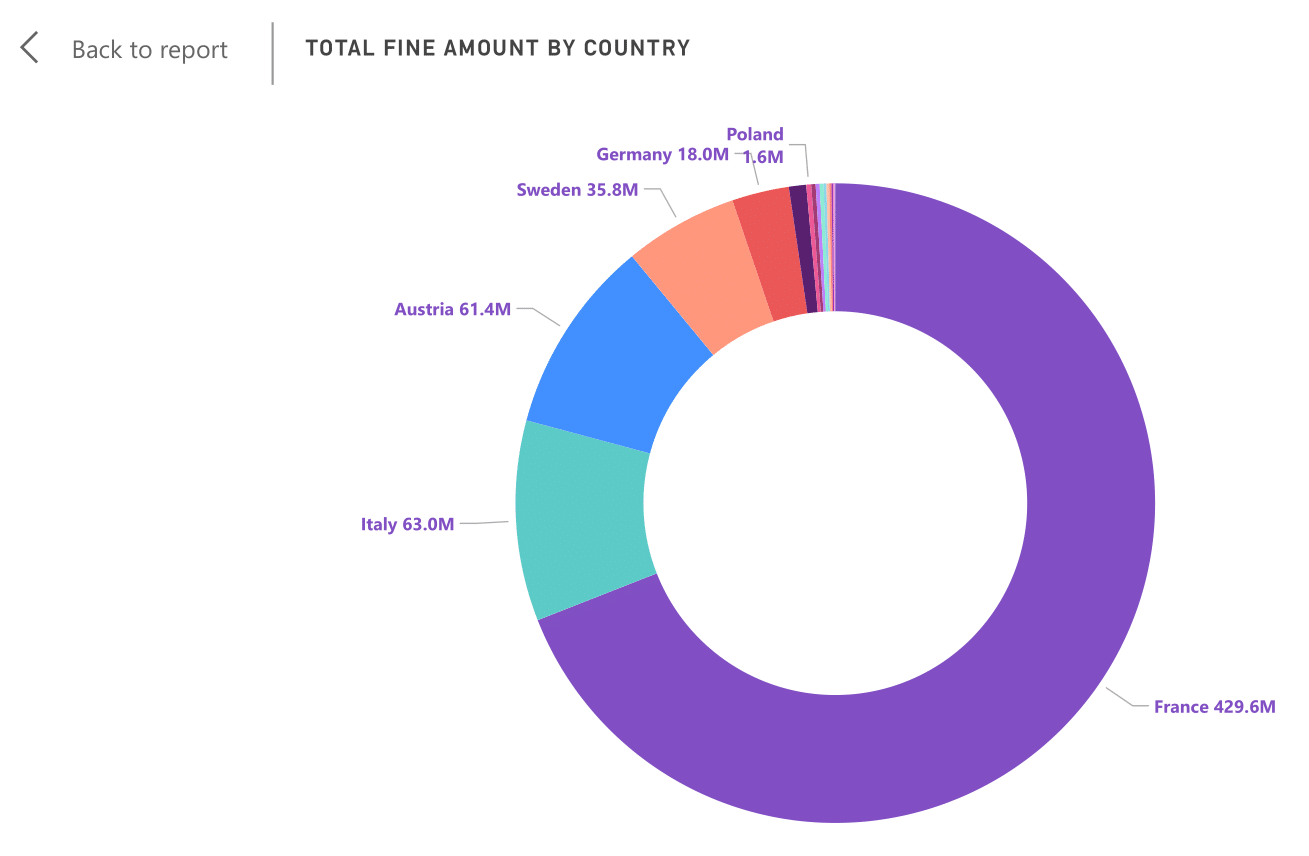 Back to report
TOTAL FINE AMOUNT BY COUNTRY
Poland
1.6M
Germany 18.0M
Sweden 35.8M
Austria 61.4M
Italy 63.0M
France 429.6M